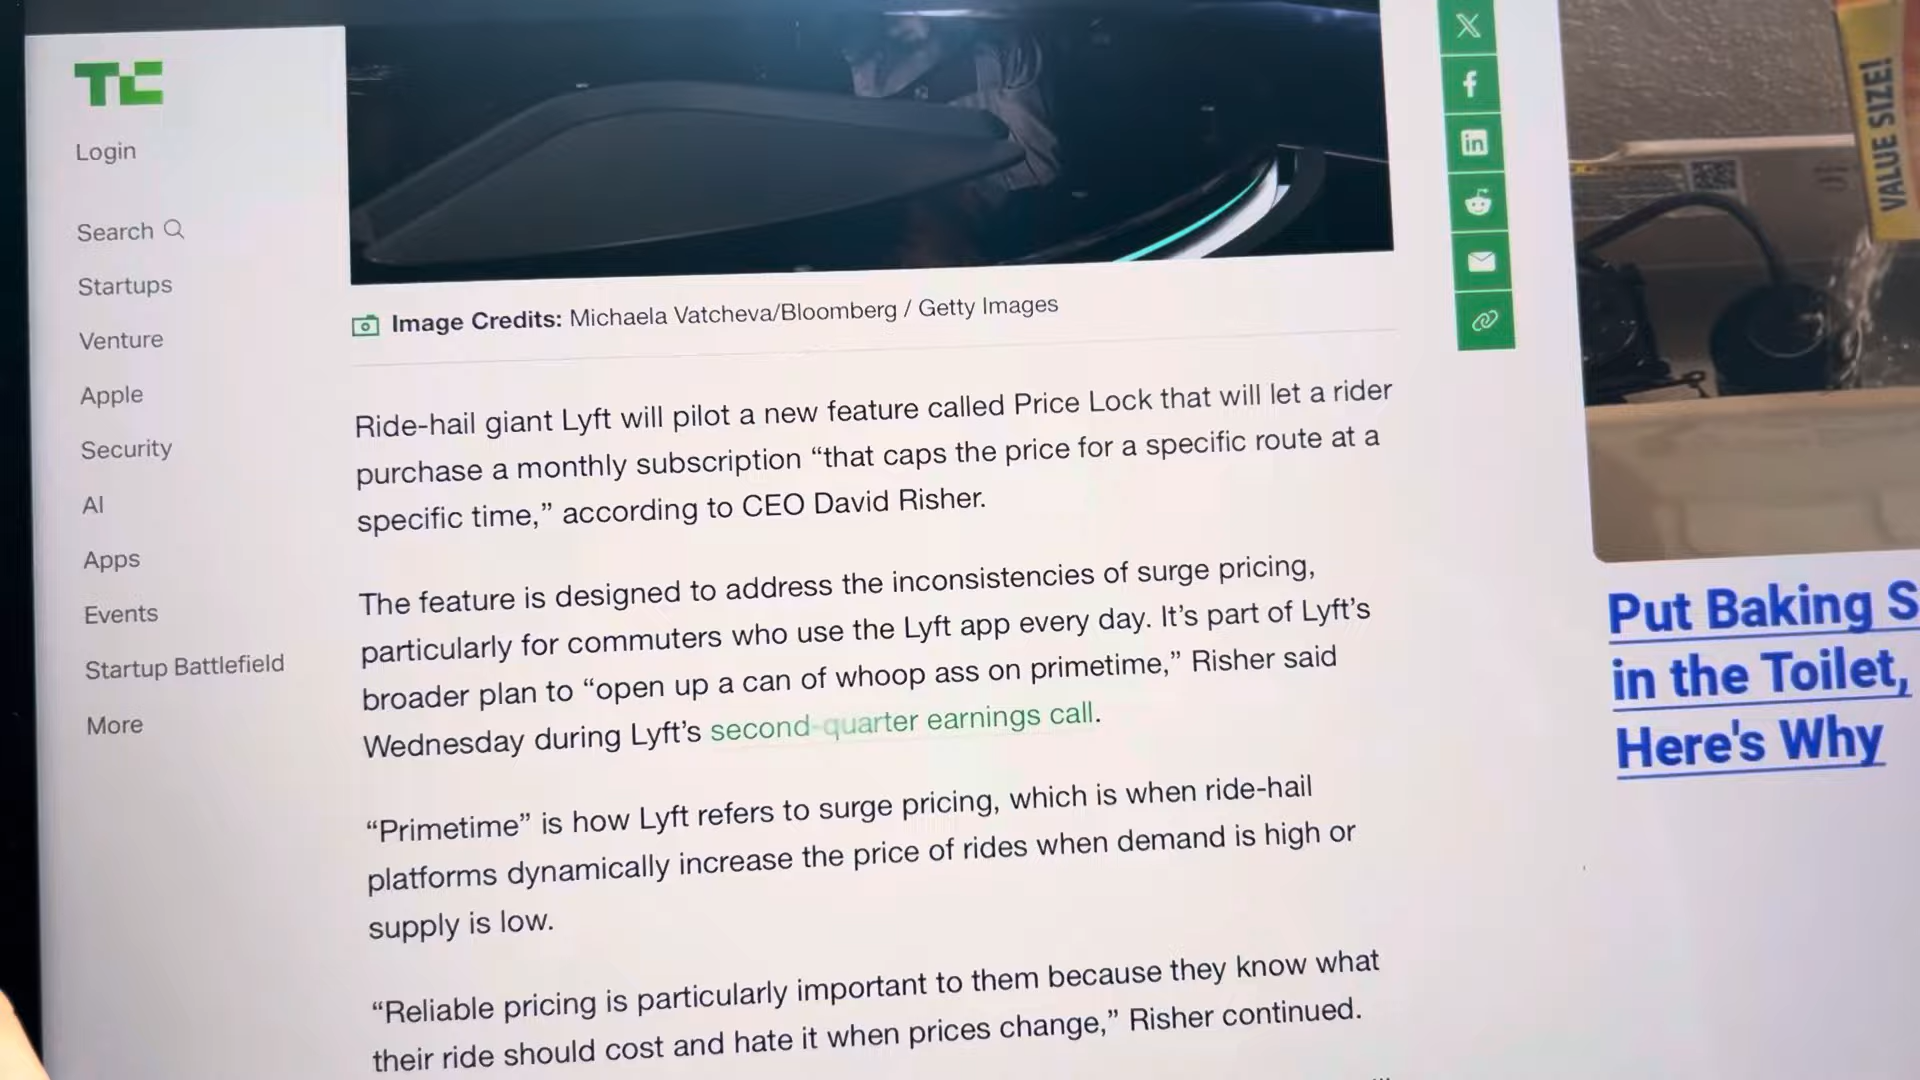 TC
Login
Search
Startups
Venture
Apple
Security
AI
Apps
Events
Startup Battlefield
More
Image Credits: Michaela Vatcheva/Bloomberg / Getty Images
Ride-hail giant Lyft will pilot a new feature called Price Lock that will let a rider
purchase a monthly subscription “that caps the price for a specific route at a
specific time,” according to CEO David Risher.
The feature is designed to address the inconsistencies of surge pricing,
particularly for commuters who use the Lyft app every day. It’s part of Lyft’s
broader plan to “open up a can of whoop ass on primetime,” Risher said
Wednesday during Lyft’s second-quarter earnings call.
“Primetime” is how Lyft refers to surge pricing, which is when ride-hail
platforms dynamically increase the price of rides when demand is high or
supply is low.
“Reliable pricing is particularly important to them because they know what
their ride should cost and hate it when prices change,” Risher continued.
X
f
in
VALUE SIZE!
Put Baking S
in the Toilet,
Here's Why